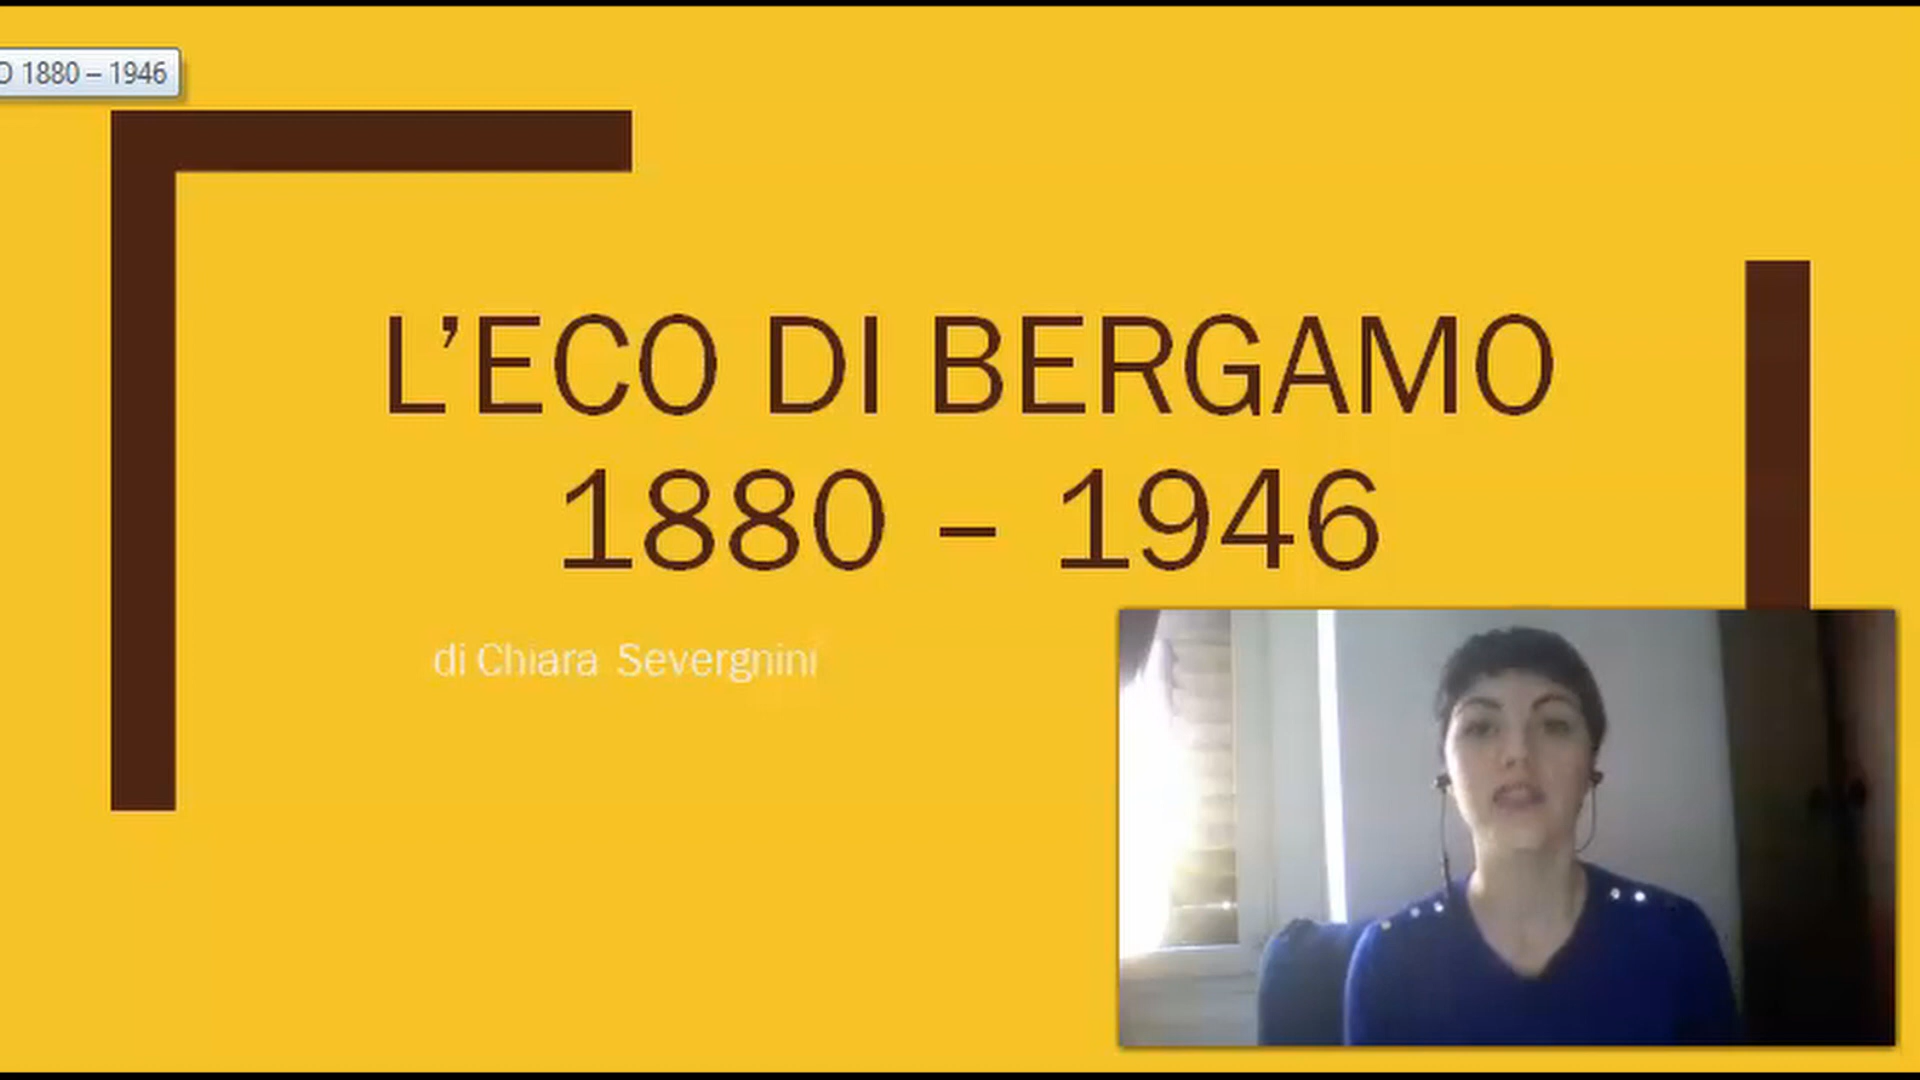 O 1880 – 1946
L’ECO DI BERGAMO
1880 – 1946
di Chiara Severgnini